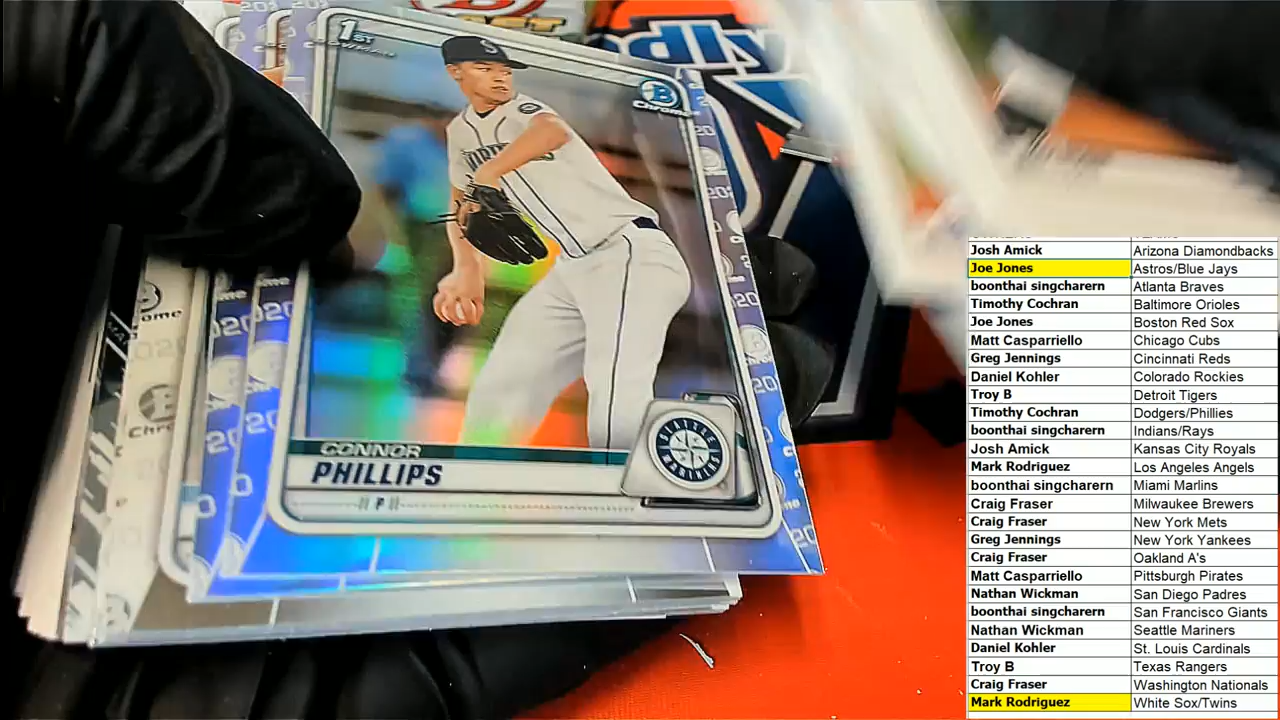 1ST
Chrome
CONNOR
PHILLIPS
P
SEATTLE
MARINERS
dly
Josh Amick Arizona Diamondbacks
Joe Jones Astros/Blue Jays
boonthai singcharern Atlanta Braves
Timothy Cochran Baltimore Orioles
Joe Jones Boston Red Sox
Matt Casparriello Chicago Cubs
Greg Jennings Cincinnati Reds
Daniel Kohler Colorado Rockies
Troy B Detroit Tigers
Timothy Cochran Dodgers/Phillies
boonthai singcharern Indians/Rays
Josh Amick Kansas City Royals
Mark Rodriguez Los Angeles Angels
boonthai singcharern Miami Marlins
Craig Fraser Milwaukee Brewers
Craig Fraser New York Mets
Greg Jennings New York Yankees
Craig Fraser Oakland A's
Matt Casparriello Pittsburgh Pirates
Nathan Wickman San Diego Padres
boonthai singcharern San Francisco Giants
Nathan Wickman Seattle Mariners
Daniel Kohler St. Louis Cardinals
Troy B Texas Rangers
Craig Fraser Washington Nationals
Mark Rodriguez White Sox/Twins